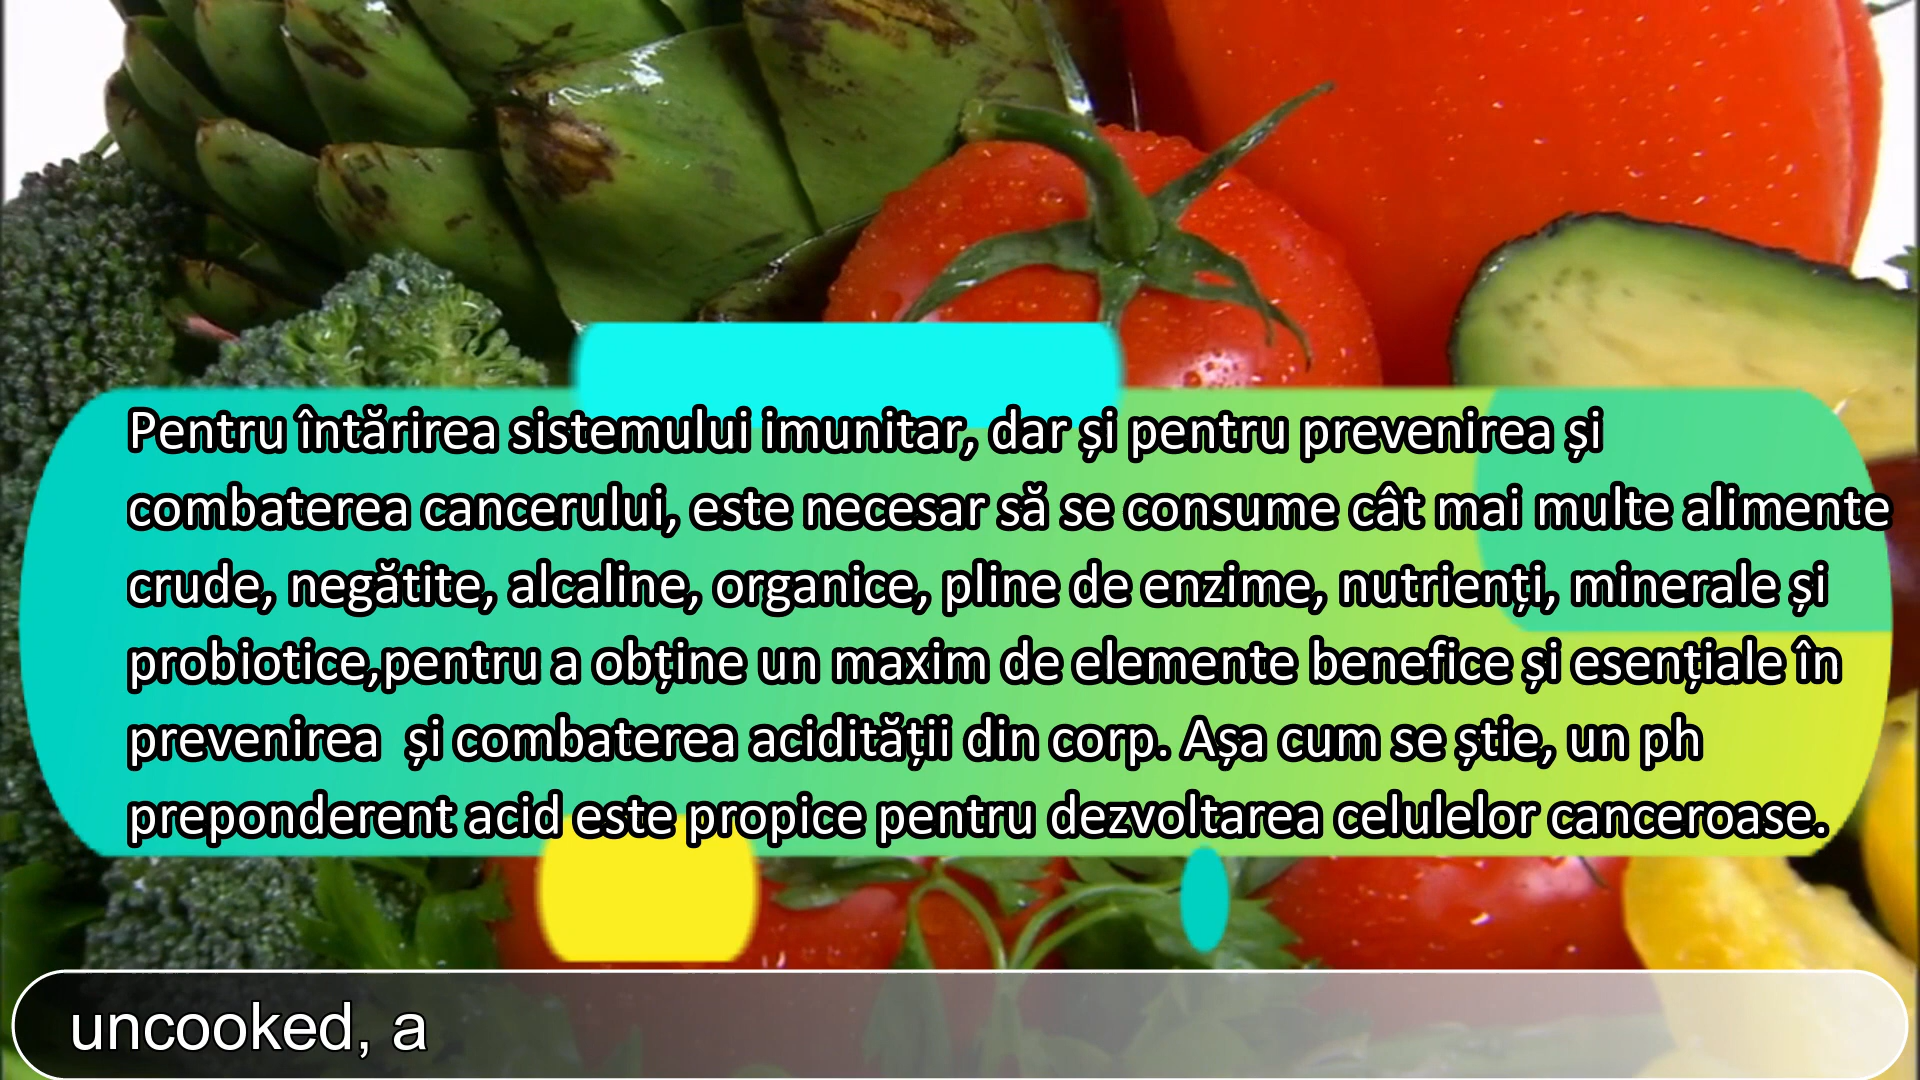 Pentru întărirea sistemului imunitar, dar și pentru prevenirea și
combaterea cancerului, este necesar să se consume cât mai multe alimente
crude, negătite, alcaline, organice, pline de enzime, nutrienți, minerale și
probiotice,pentru a obține un maxim de elemente benefice și esențiale în
prevenirea  și combaterea acidității din corp. Așa cum se știe, un ph
preponderent acid este propice pentru dezvoltarea celulelor canceroase.
uncooked, a